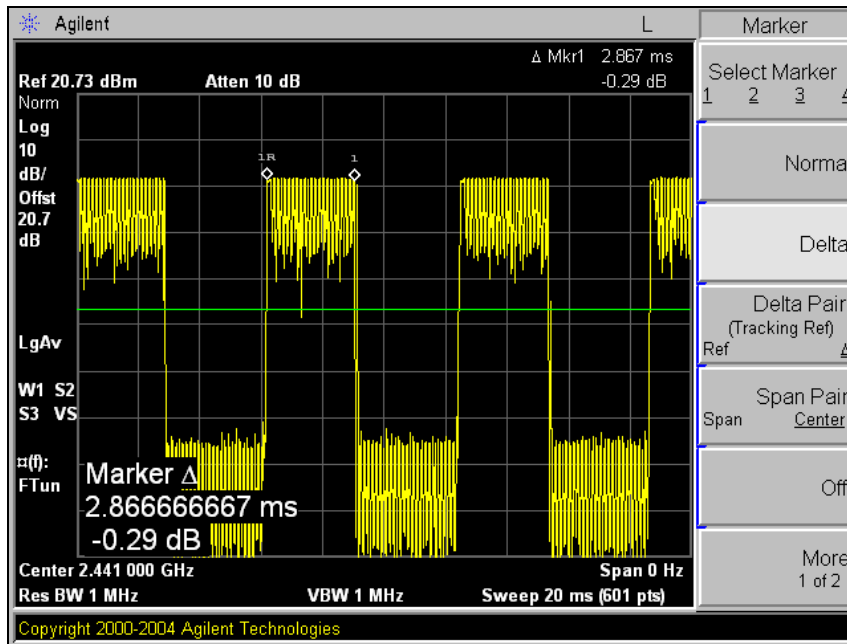 Agilent L Marker
Δ Mkr1 2.867 ms
Ref 20.73 dBm Atten 10 dB -0.29 dB
Norm
Log
10
dB/
Offst
20.7
dB
1R 1
LgAv
W1 S2
S3 VS
¤(f):
FTun
Marker Δ
2.866666667 ms
-0.29 dB
Center 2.441 000 GHz Span 0 Hz
Res BW 1 MHz VBW 1 MHz Sweep 20 ms (601 pts)
Copyright 2000-2004 Agilent Technologies
Select Marker
1 2 3 4
Norma
Delta
Delta Pair
(Tracking Ref)
Ref Δ
Span Pair
Span Center
Off
More
1 of 2